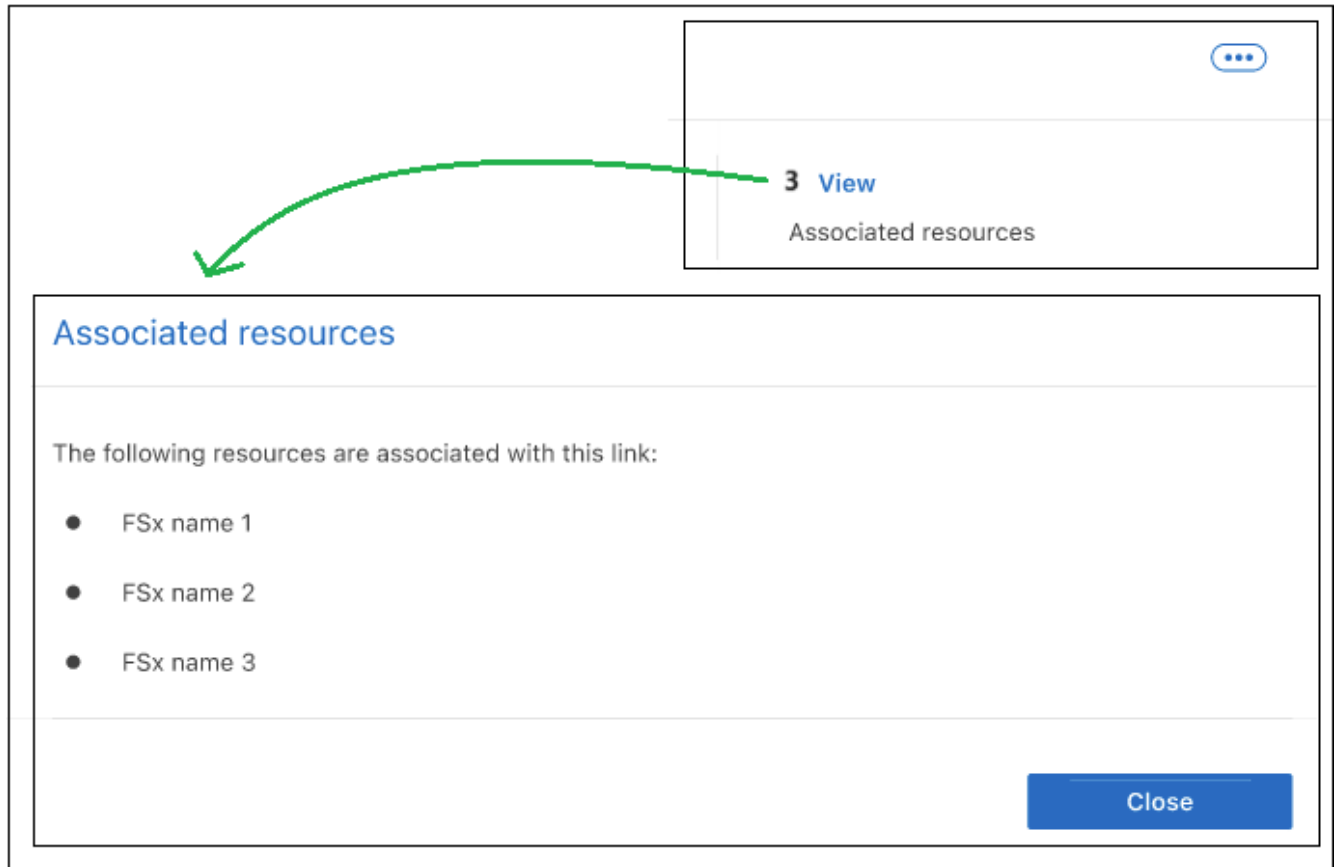 3 View
Associated resources
Associated resources
The following resources are associated with this link:
● FSx name 1
● FSx name 2
● FSx name 3
Close